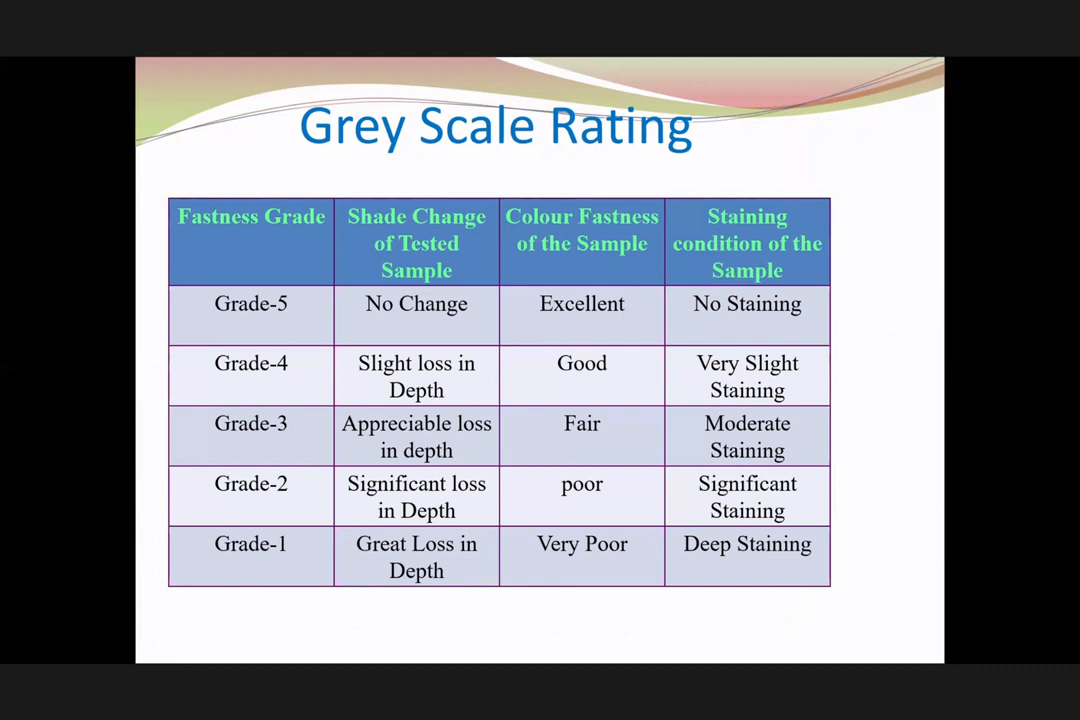 Grey Scale Rating
Fastness Grade
Shade Change
of Tested
Sample
Colour Fastness
of the Sample
Staining
condition of the
Sample
Grade-5
No Change
Excellent
No Staining
Grade-4
Slight loss in
Depth
Good
Very Slight
Staining
Grade-3
Appreciable loss
in depth
Fair
Moderate
Staining
Grade-2
Significant loss
in Depth
poor
Significant
Staining
Grade-1
Great Loss in
Depth
Very Poor
Deep Staining